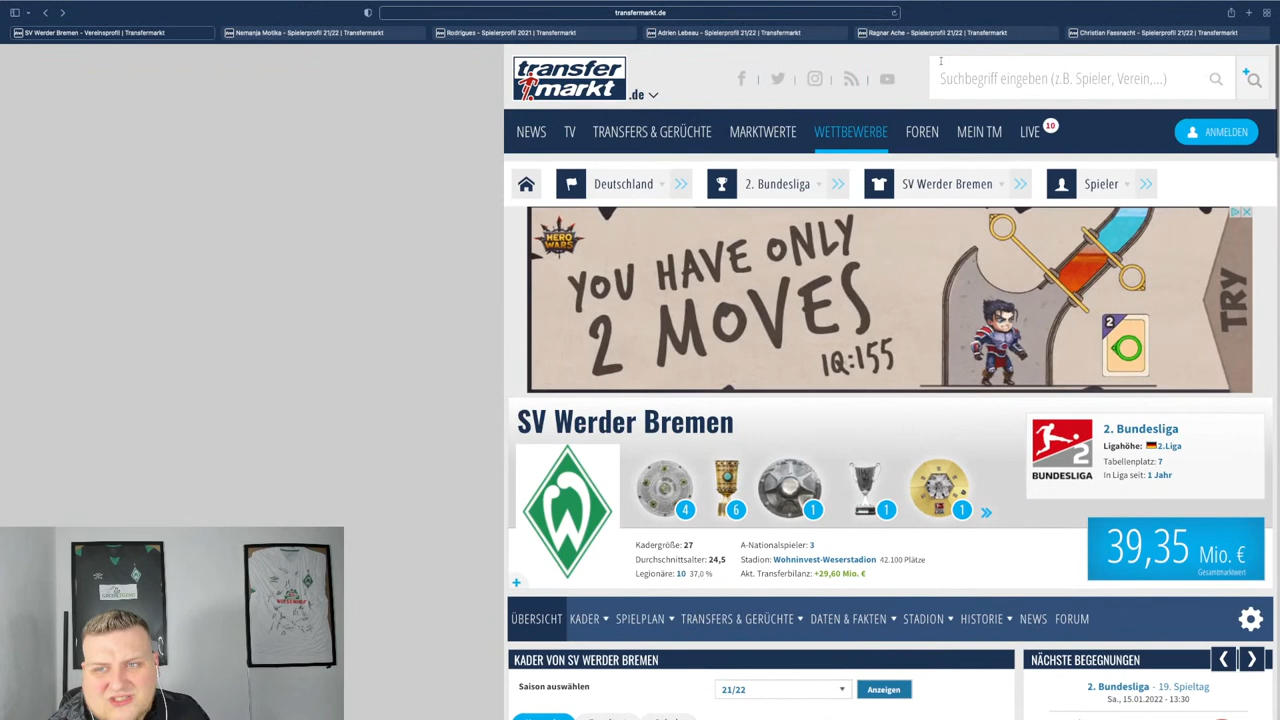 transfermarkt.de
SV Werder Bremen - Vereinsprofil | Transfermarkt
Nemanja Motika - Spielerprofil 21/22 | Transfermarkt
Rodrigues - Spielerprofil 2021 | Transfermarkt
Adrien Lebeau - Spielerprofil 21/22 | Transfermarkt
Ragnar Ache - Spielerprofil 21/22 | Transfermarkt
Christian Fassnacht - Spielerprofil 21/22 | Transfermarkt
transfer
markt
.de
Suchbegriff eingeben (z.B. Spieler, Verein,...)
NEWS TV TRANSFERS & GERÜCHTE MARKTWERTE WETTBEWERBE FOREN MEIN TM LIVE 10 ANMELDEN
Deutschland 2. Bundesliga SV Werder Bremen Spieler
HERO
WARS
YOU HAVE ONLY
2 MOVES
IQ:155
2
TRY
SV Werder Bremen
4 6 1 1 1
2. Bundesliga
Ligahöhe: 2.Liga
Tabellenplatz: 7
In Liga seit: 1 Jahr
BUNDESLIGA
Kadergröße: 27
Durchschnittsalter: 24,5
Legionäre: 10 37,0 %
A-Nationalspieler: 3
Stadion: Wohninvest-Weserstadion 42.100 Plätze
Akt. Transferbilanz: +29,60 Mio. €
39,35 Mio. €
Gesamtmarktwert
ÜBERSICHT KADER SPIELPLAN TRANSFERS & GERÜCHTE DATEN & FAKTEN STADION HISTORIE NEWS FORUM
KADER VON SV WERDER BREMEN
Saison auswählen 21/22 Anzeigen
NÄCHSTE BEGEGNUNGEN
2. Bundesliga - 19. Spieltag
Sa., 15.01.2022 - 13:30